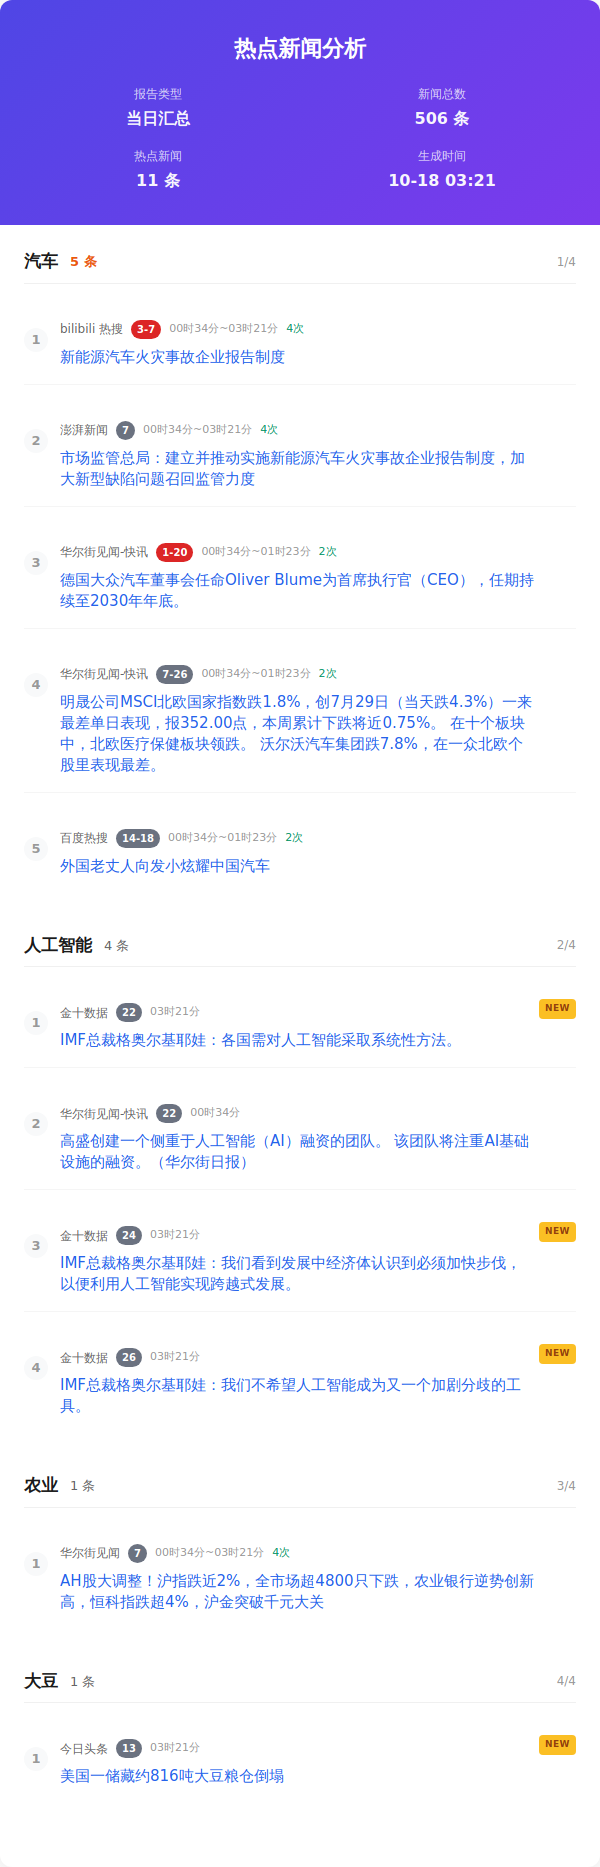 热点新闻分析
报告类型
当日汇总
新闻总数
506 条
热点新闻
11 条
生成时间
10-18 03:21
汽车 5 条 1/4
1
bilibili 热搜 3-7 00时34分~03时21分 4次
新能源汽车火灾事故企业报告制度
2
澎湃新闻 7 00时34分~03时21分 4次
市场监管总局：建立并推动实施新能源汽车火灾事故企业报告制度，加
大新型缺陷问题召回监管力度
3
华尔街见闻-快讯 1-20 00时34分~01时23分 2次
德国大众汽车董事会任命Oliver Blume为首席执行官（CEO），任期持
续至2030年年底。
4
华尔街见闻-快讯 7-26 00时34分~01时23分 2次
明晟公司MSCI北欧国家指数跌1.8%，创7月29日（当天跌4.3%）一来
最差单日表现，报352.00点，本周累计下跌将近0.75%。 在十个板块
中，北欧医疗保健板块领跌。 沃尔沃汽车集团跌7.8%，在一众北欧个
股里表现最差。
5
百度热搜 14-18 00时34分~01时23分 2次
外国老丈人向发小炫耀中国汽车
人工智能 4 条 2/4
1
金十数据 22 03时21分 NEW
IMF总裁格奥尔基耶娃：各国需对人工智能采取系统性方法。
2
华尔街见闻-快讯 22 00时34分
高盛创建一个侧重于人工智能（AI）融资的团队。 该团队将注重AI基础
设施的融资。（华尔街日报）
3
金十数据 24 03时21分 NEW
IMF总裁格奥尔基耶娃：我们看到发展中经济体认识到必须加快步伐，
以便利用人工智能实现跨越式发展。
4
金十数据 26 03时21分 NEW
IMF总裁格奥尔基耶娃：我们不希望人工智能成为又一个加剧分歧的工
具。
农业 1 条 3/4
1
华尔街见闻 7 00时34分~03时21分 4次
AH股大调整！沪指跌近2%，全市场超4800只下跌，农业银行逆势创新
高，恒科指跌超4%，沪金突破千元大关
大豆 1 条 4/4
1
今日头条 13 03时21分 NEW
美国一储藏约816吨大豆粮仓倒塌